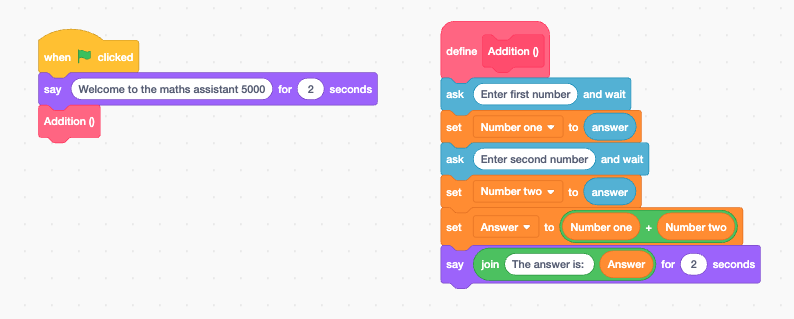 when clicked
say Welcome to the maths assistant 5000 for 2 seconds
Addition ()
define Addition ()
ask Enter first number and wait
set Number one to answer
ask Enter second number and wait
set Number two to answer
set Answer to Number one + Number two
say join The answer is: Answer for 2 seconds